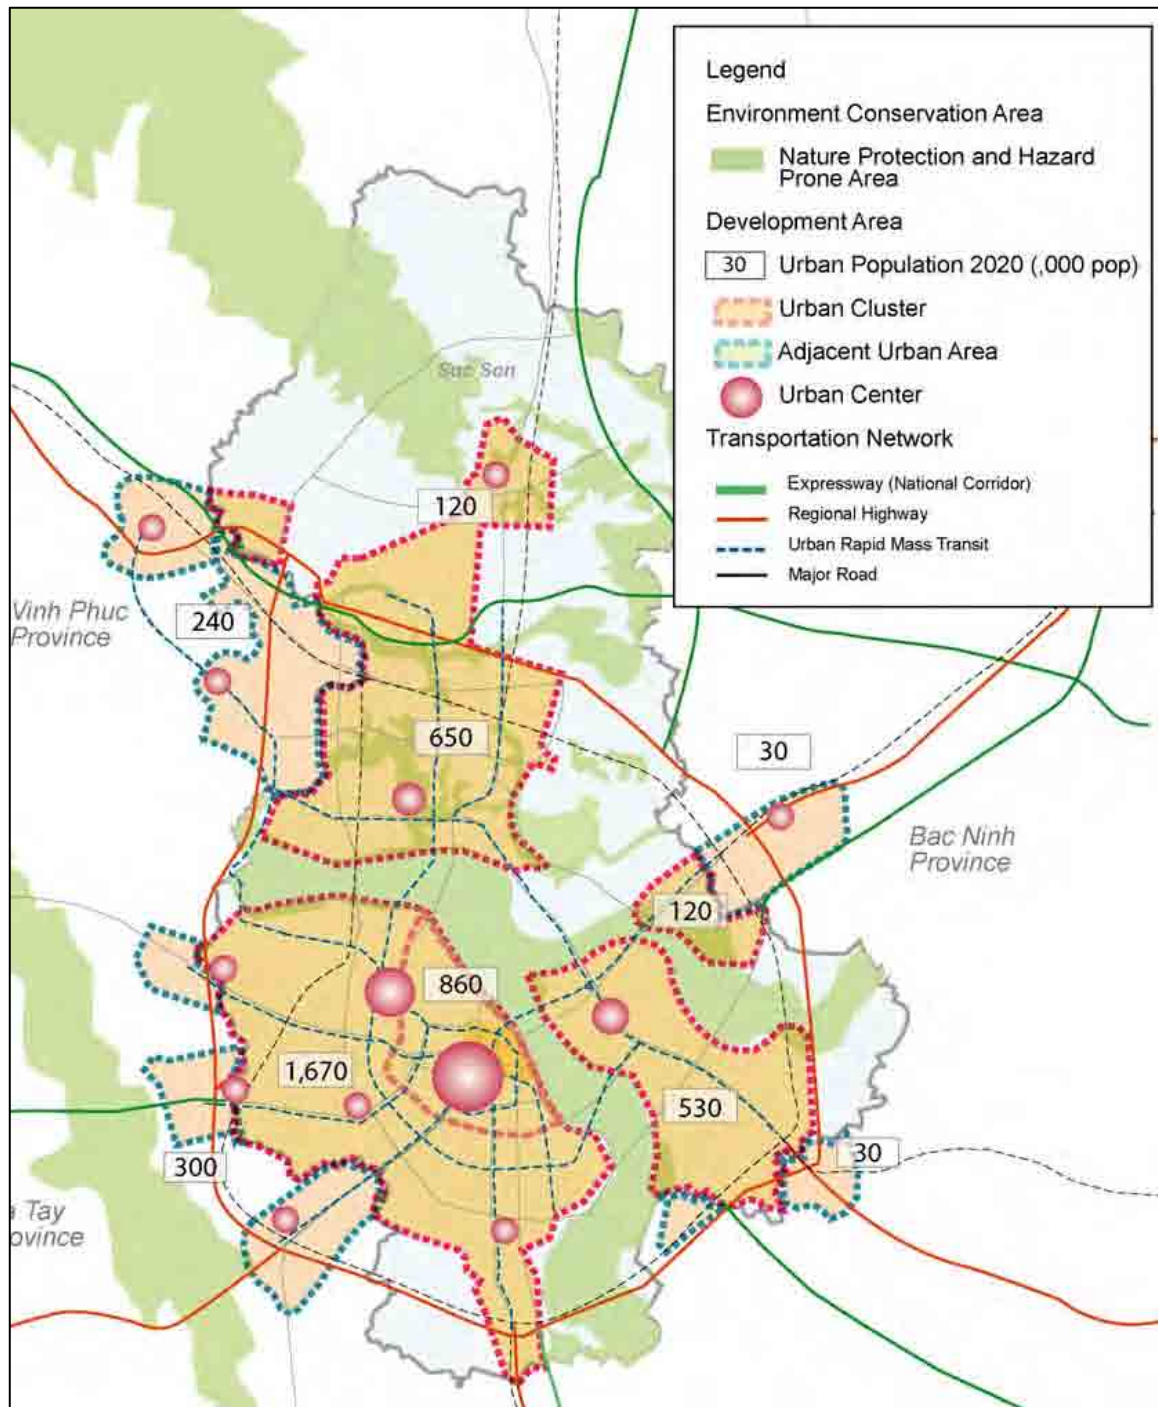 Legend
Environment Conservation Area
Nature Protection and Hazard
Prone Area
Development Area
30 Urban Population 2020 (,000 pop)
Urban Cluster
Adjacent Urban Area
Urban Center
Transportation Network
Expressway (National Corridor)
Regional Highway
Urban Rapid Mass Transit
Major Road
Soc Son
120
Vinh Phuc
Province
240
650
30
Bac Ninh
Province
120
860
1,670
530
300
30
Tay
ovince